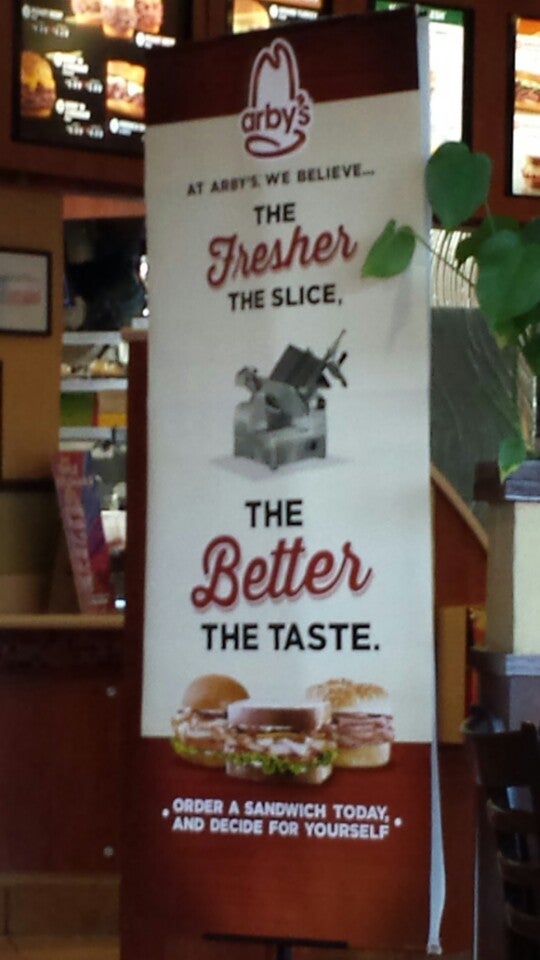 arby's
AT ARBY'S, WE BELIEVE...
THE
Fresher
THE SLICE,
THE
Better
THE TASTE.
• ORDER A SANDWICH TODAY, •
AND DECIDE FOR YOURSELF